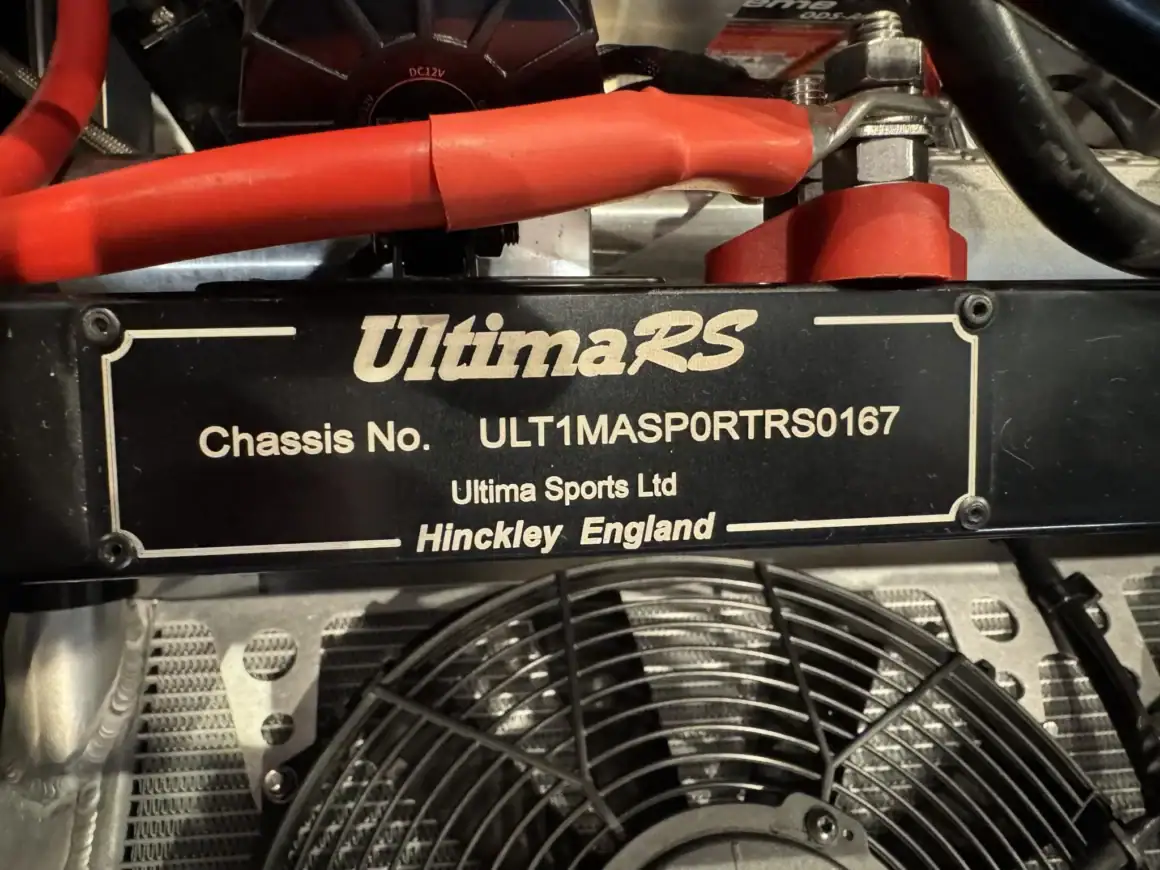 DC12V
UltimaRS
Chassis No. ULT1MASP0RTRS0167
Ultima Sports Ltd
Hinckley England